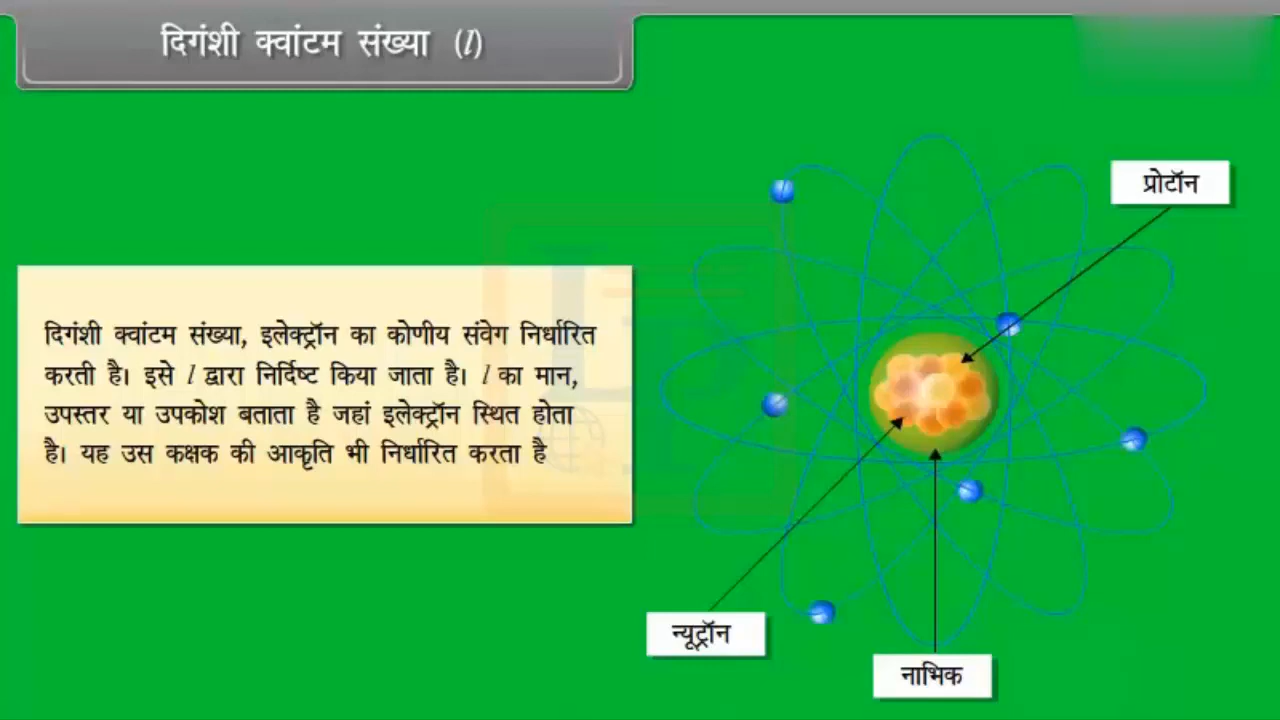 दिगंशी क्वांटम संख्या (l)
प्रोटॉन
दिगंशी क्वांटम संख्या, इलेक्ट्रॉन का कोणीय संवेग निर्धारित
करती है। इसे l द्वारा निर्दिष्ट किया जाता है। l का मान,
उपस्तर या उपकोश बताता है जहां इलेक्ट्रॉन स्थित होता
है। यह उस कक्षक की आकृति भी निर्धारित करता है
न्यूट्रॉन
नाभिक